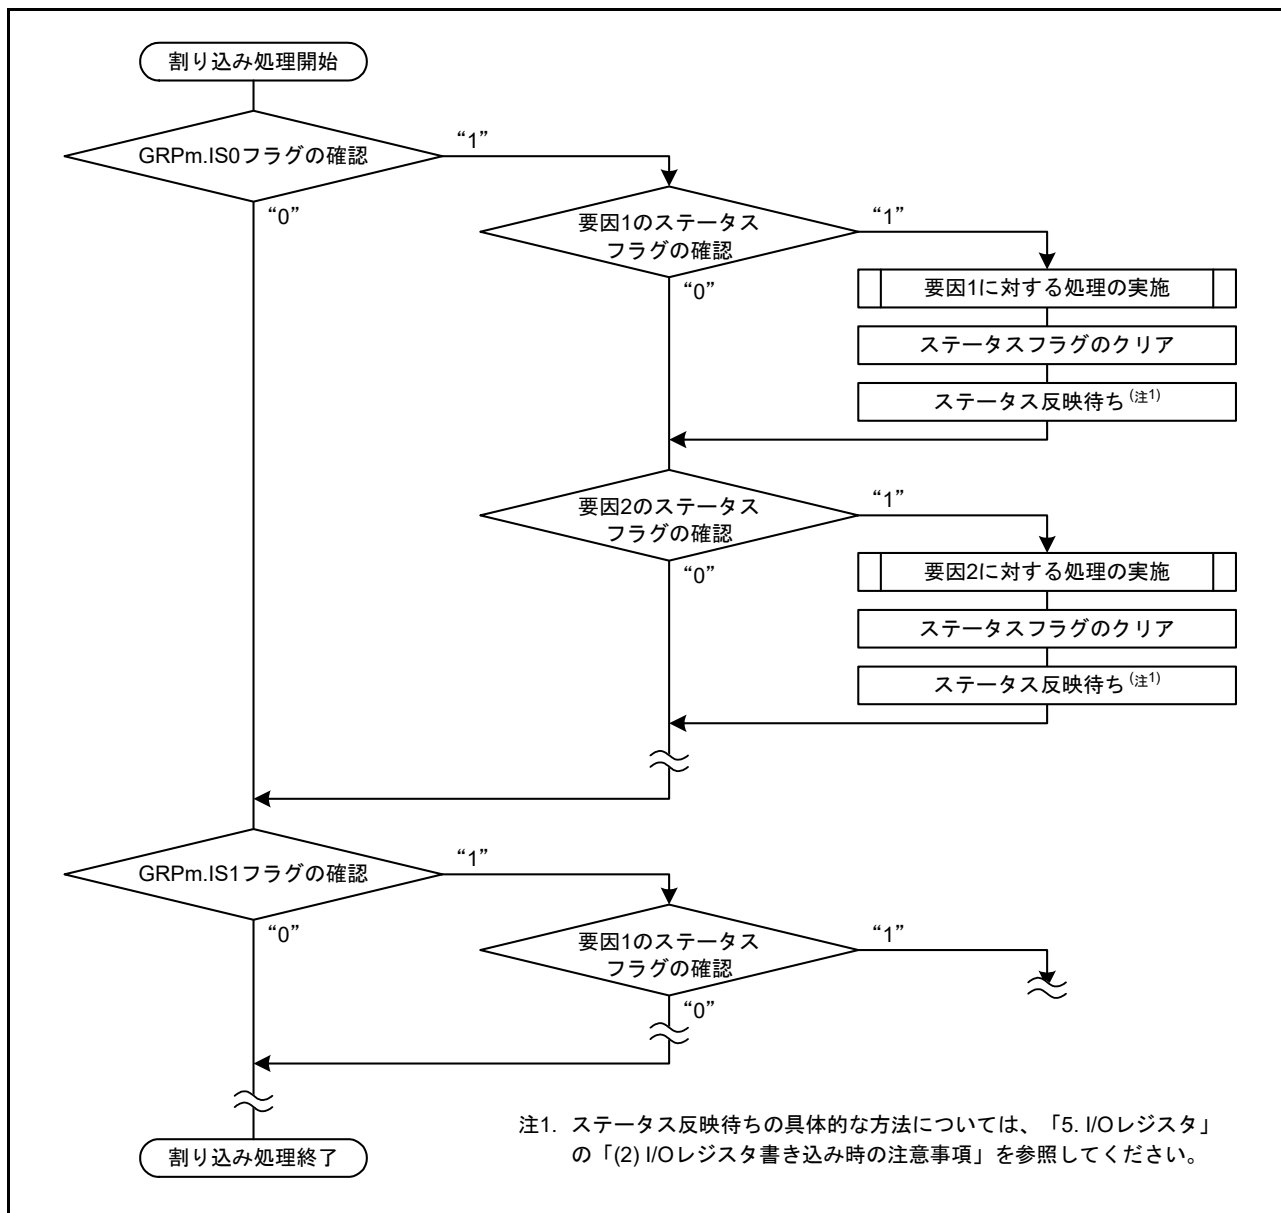 割り込み処理開始
GRPm.IS0フラグの確認
“1”
“0”
要因1のステータス
フラグの確認
“1”
“0”
要因1に対する処理の実施
ステータスフラグのクリア
ステータス反映待ち(注1)
要因2のステータス
フラグの確認
“1”
“0”
要因2に対する処理の実施
ステータスフラグのクリア
ステータス反映待ち(注1)
GRPm.IS1フラグの確認
“1”
“0”
要因1のステータス
フラグの確認
“1”
“0”
割り込み処理終了
注1. ステータス反映待ちの具体的な方法については、「5. I/Oレジスタ」
の「(2) I/Oレジスタ書き込み時の注意事項」を参照してください。